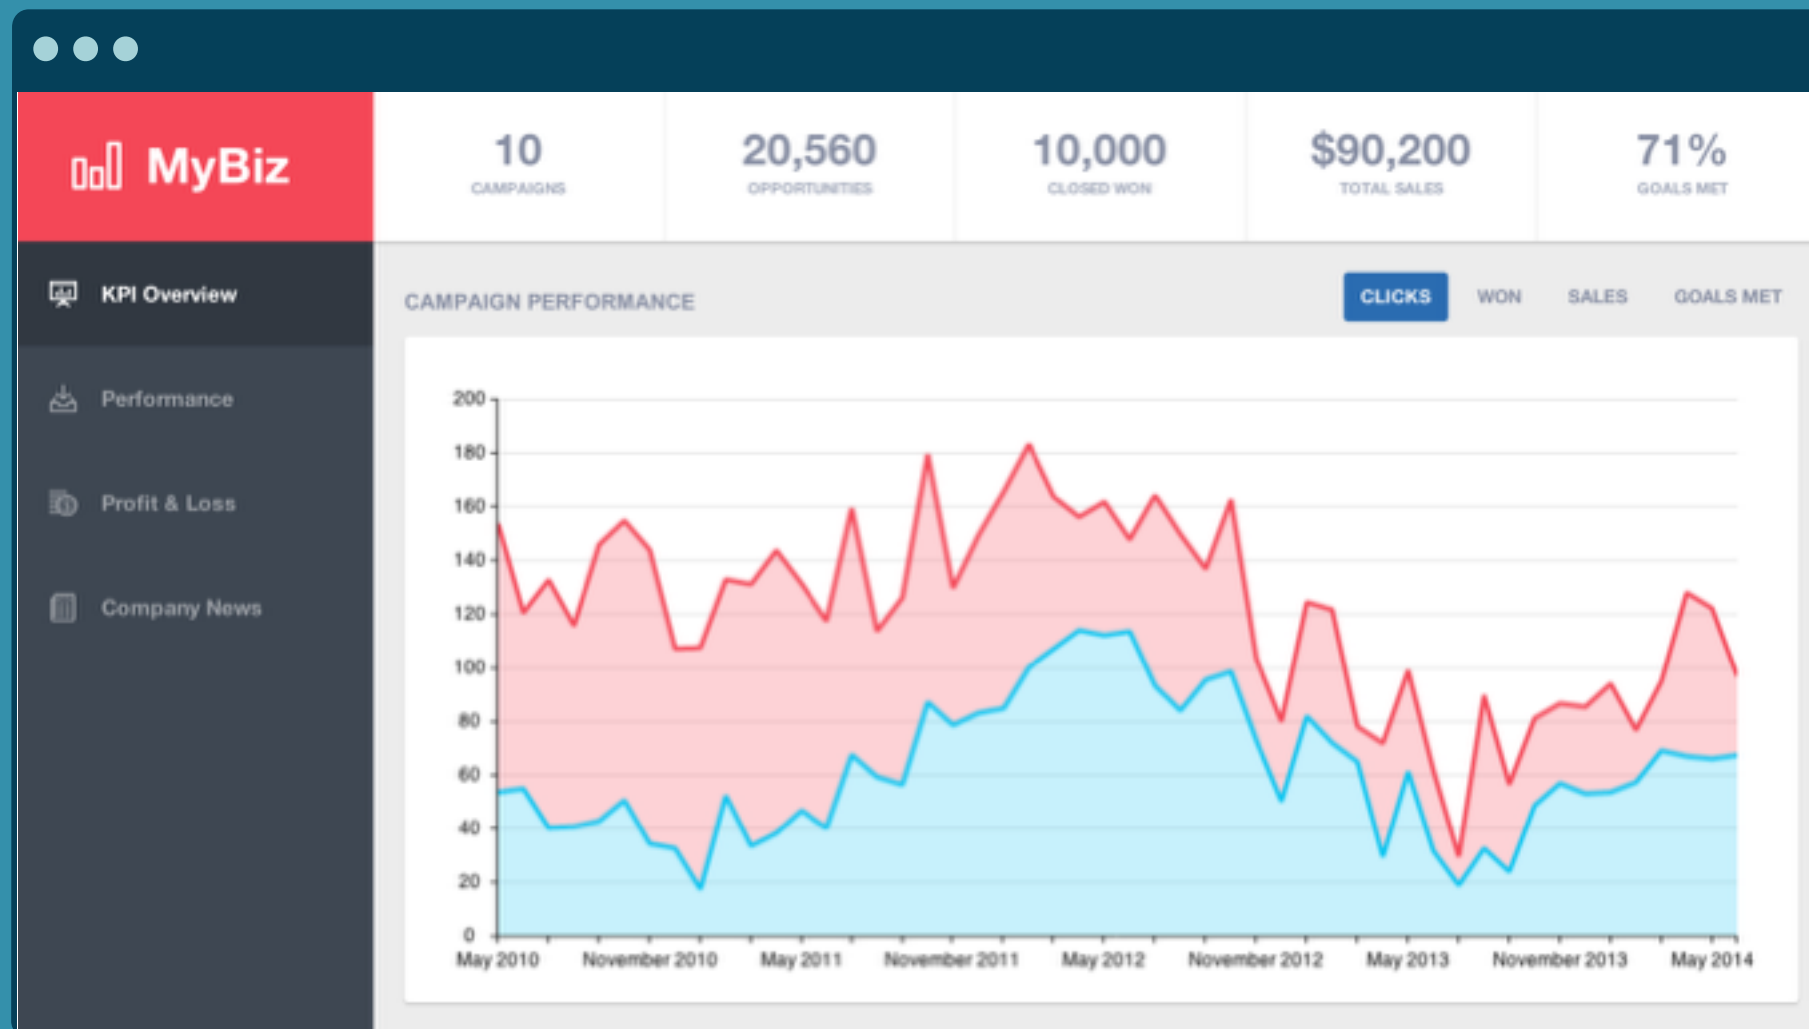 MyBiz
10
CAMPAIGNS
20,560
OPPORTUNITIES
10,000
CLOSED WON
$90,200
TOTAL SALES
71%
GOALS MET
KPI Overview
Performance
Profit & Loss
Company News
CAMPAIGN PERFORMANCE
CLICKS WON SALES GOALS MET
200
180
160
140
120
100
80
60
40
20
0
May 2010 November 2010 May 2011 November 2011 May 2012 November 2012 May 2013 November 2013 May 2014